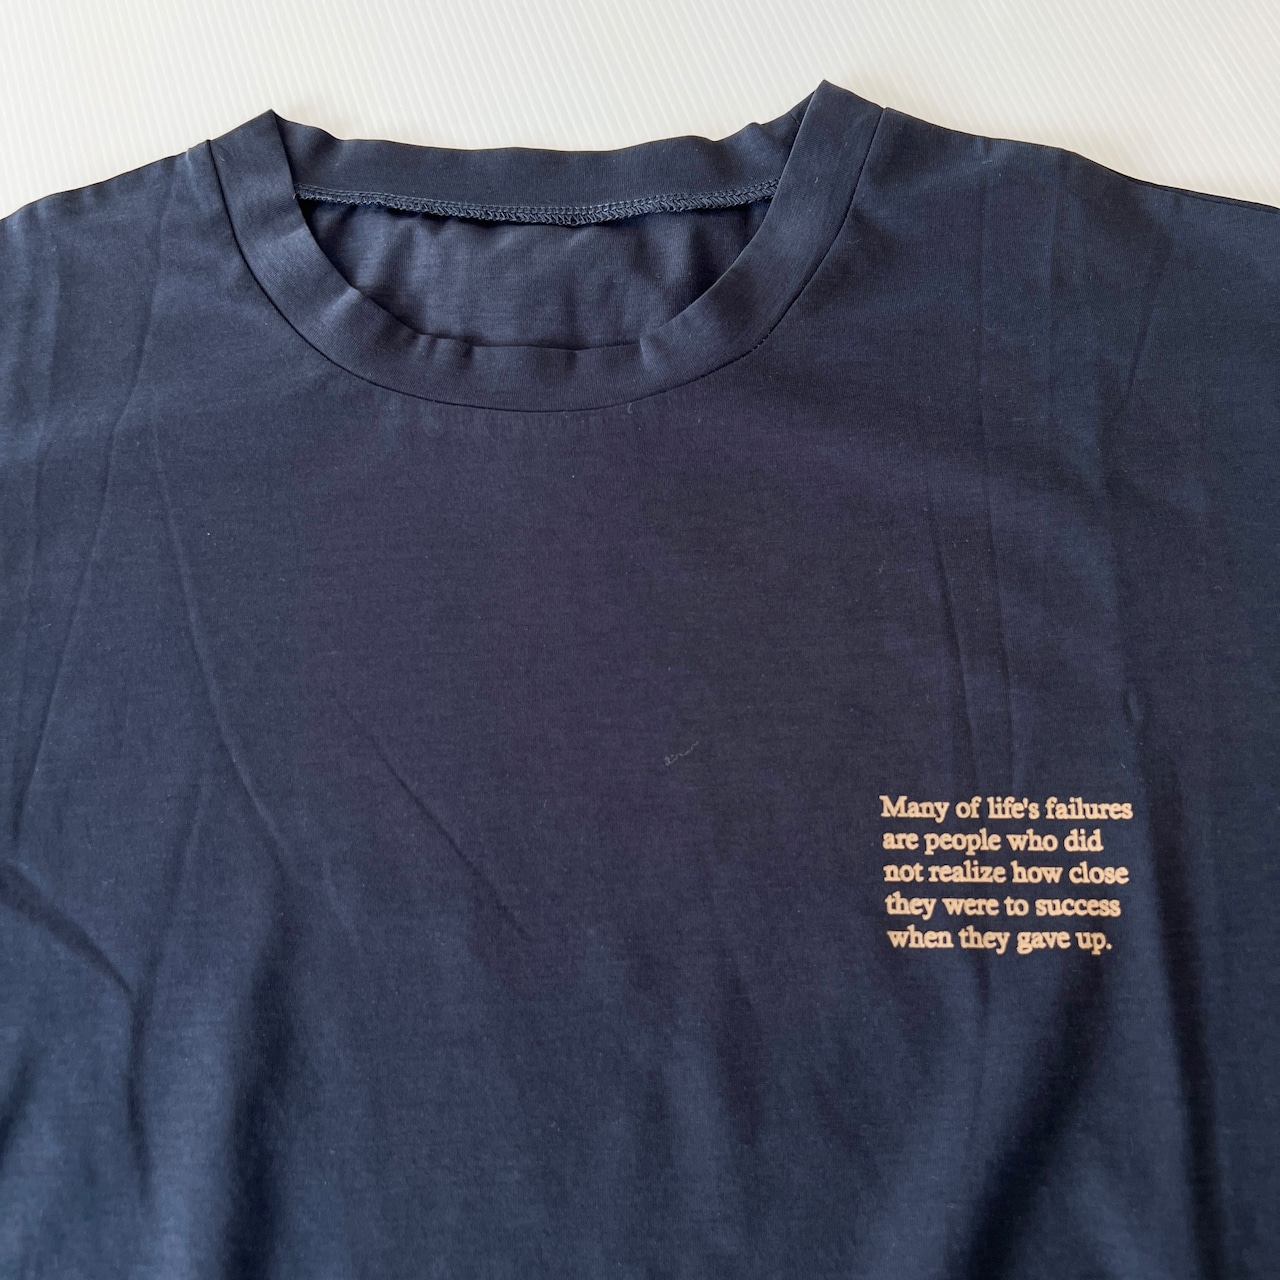 Many of life's failures
are people who did
not realize how close
they were to success
when they gave up.